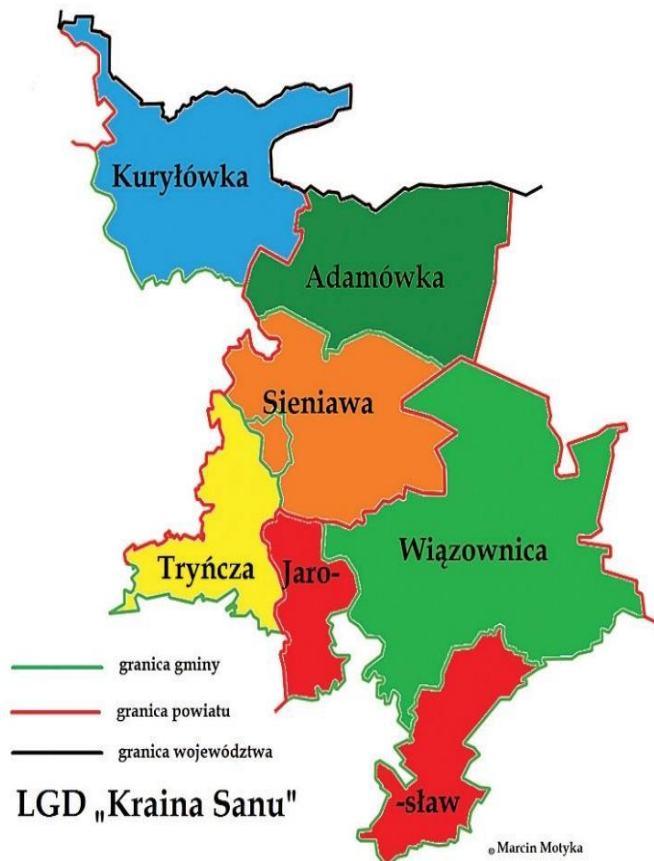 Kuryłówka
Adamówka
Sieniawa
Wiązownica
Tryńcza
Jaro-
granica gminy
granica powiatu
granica województwa
-sław
LGD „Kraina Sanu"
© Marcin Motyka